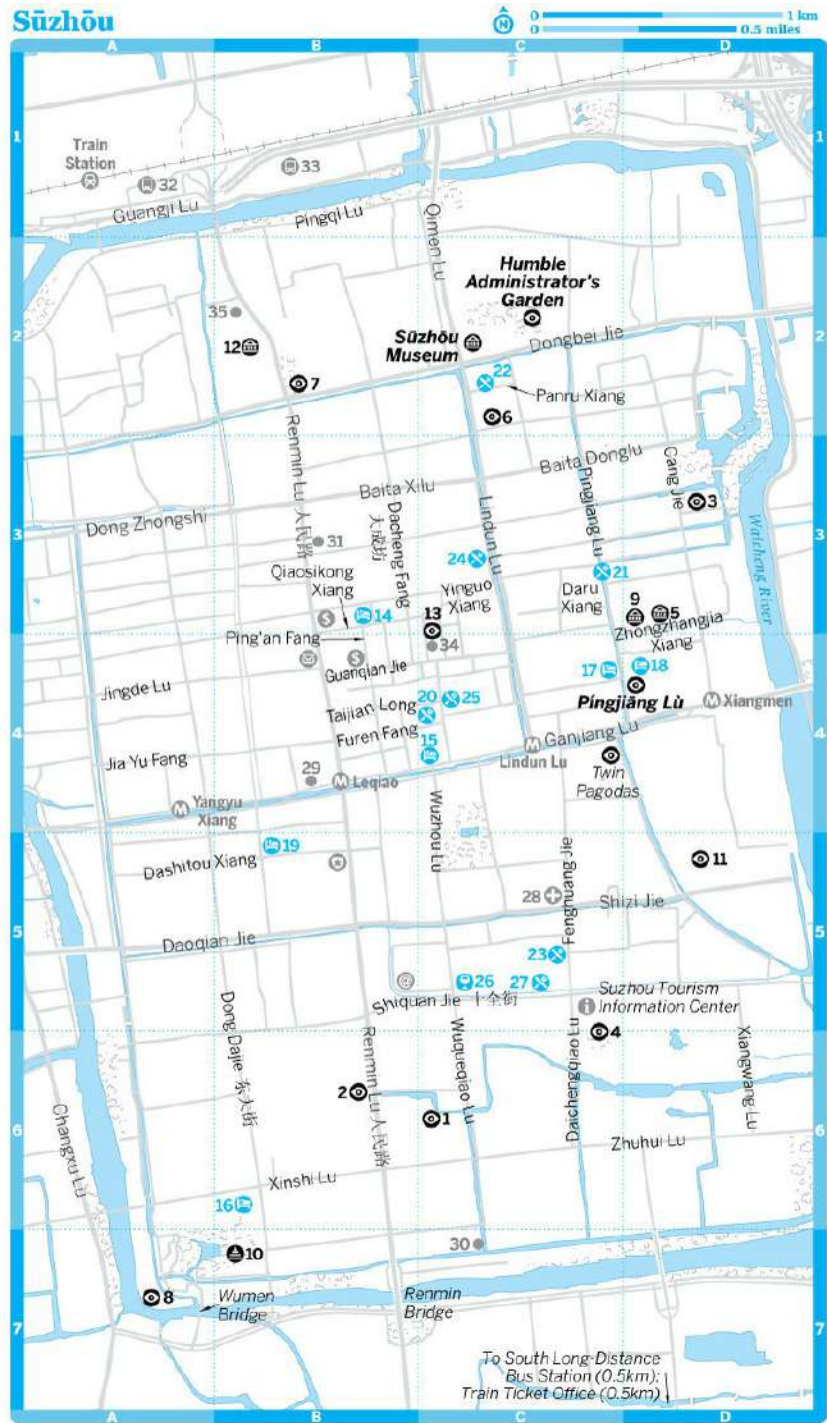 Sūzhōu
N
0 1 km
0 0.5 miles
A B C D
1 1
Train
Station
32
33
Guangji Lu
Pingqi Lu
Qimen Lu
Humble
Administrator's
Garden
35
2 2
12
Sūzhōu
Museum
Dongbei Jie
7
22
Panru Xiang
6
Renmin Lu 人民路
Baita Donglu
Baita Xilu
Cang Jie
3
Dong Zhongshi
Dacheng Fang
大成坊
Lindun Lu
Pingjiang Lu
Waicheng River
3 3
31
24
21
Qiaosikong
Xiang
Yinguo
Xiang
Daru
Xiang
14
13
9
5
Zhongzhangjia
Xiang
Ping'an Fang
34
$
$
Guanqian Jie
17
18
Jingde Lu
20
25
Taijian Long
Píngjiāng Lù
M Xiangmen
Furen Fang
15
4 4
Ganjiang Lu
M
Lindun Lu
Jia Yu Fang
29
M Leqiao
Twin
Pagodas
M Yangyu
Xiang
Wuzhou Lu
19
Dashitou Xiang
11
Fenghuang Jie
28
Shizi Jie
5 5
Daoqian Jie
23
@
26
27
Suzhou Tourism
Information Center
Shiquan Jie 十全街
4
Dong Dajie 东大街
Renmin Lu 人民路
Wuqueqiao Lu
Daichengqiao Lu
Xiangwang Lu
2
1
6 6
Changxu Lu
Zhuhui Lu
Xinshi Lu
16
10
30
8
Wumen
Bridge
Renmin
Bridge
7 7
To South Long-Distance
Bus Station (0.5km);
Train Ticket Office (0.5km)
A B C D